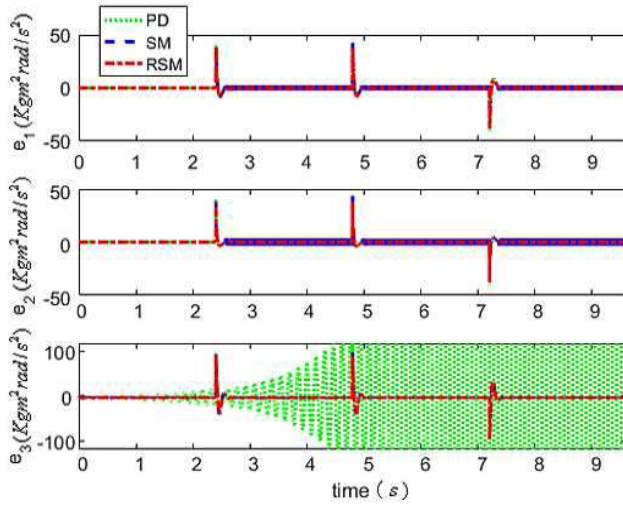 PD
SM
RSM
50
0
-50
e1(Kgm²rad/s²)
0 1 2 3 4 5 6 7 8 9
50
0
-50
e2(Kgm²rad/s²)
0 1 2 3 4 5 6 7 8 9
100
0
-100
e3(Kgm²rad/s²)
0 1 2 3 4 5 6 7 8 9
time(s)